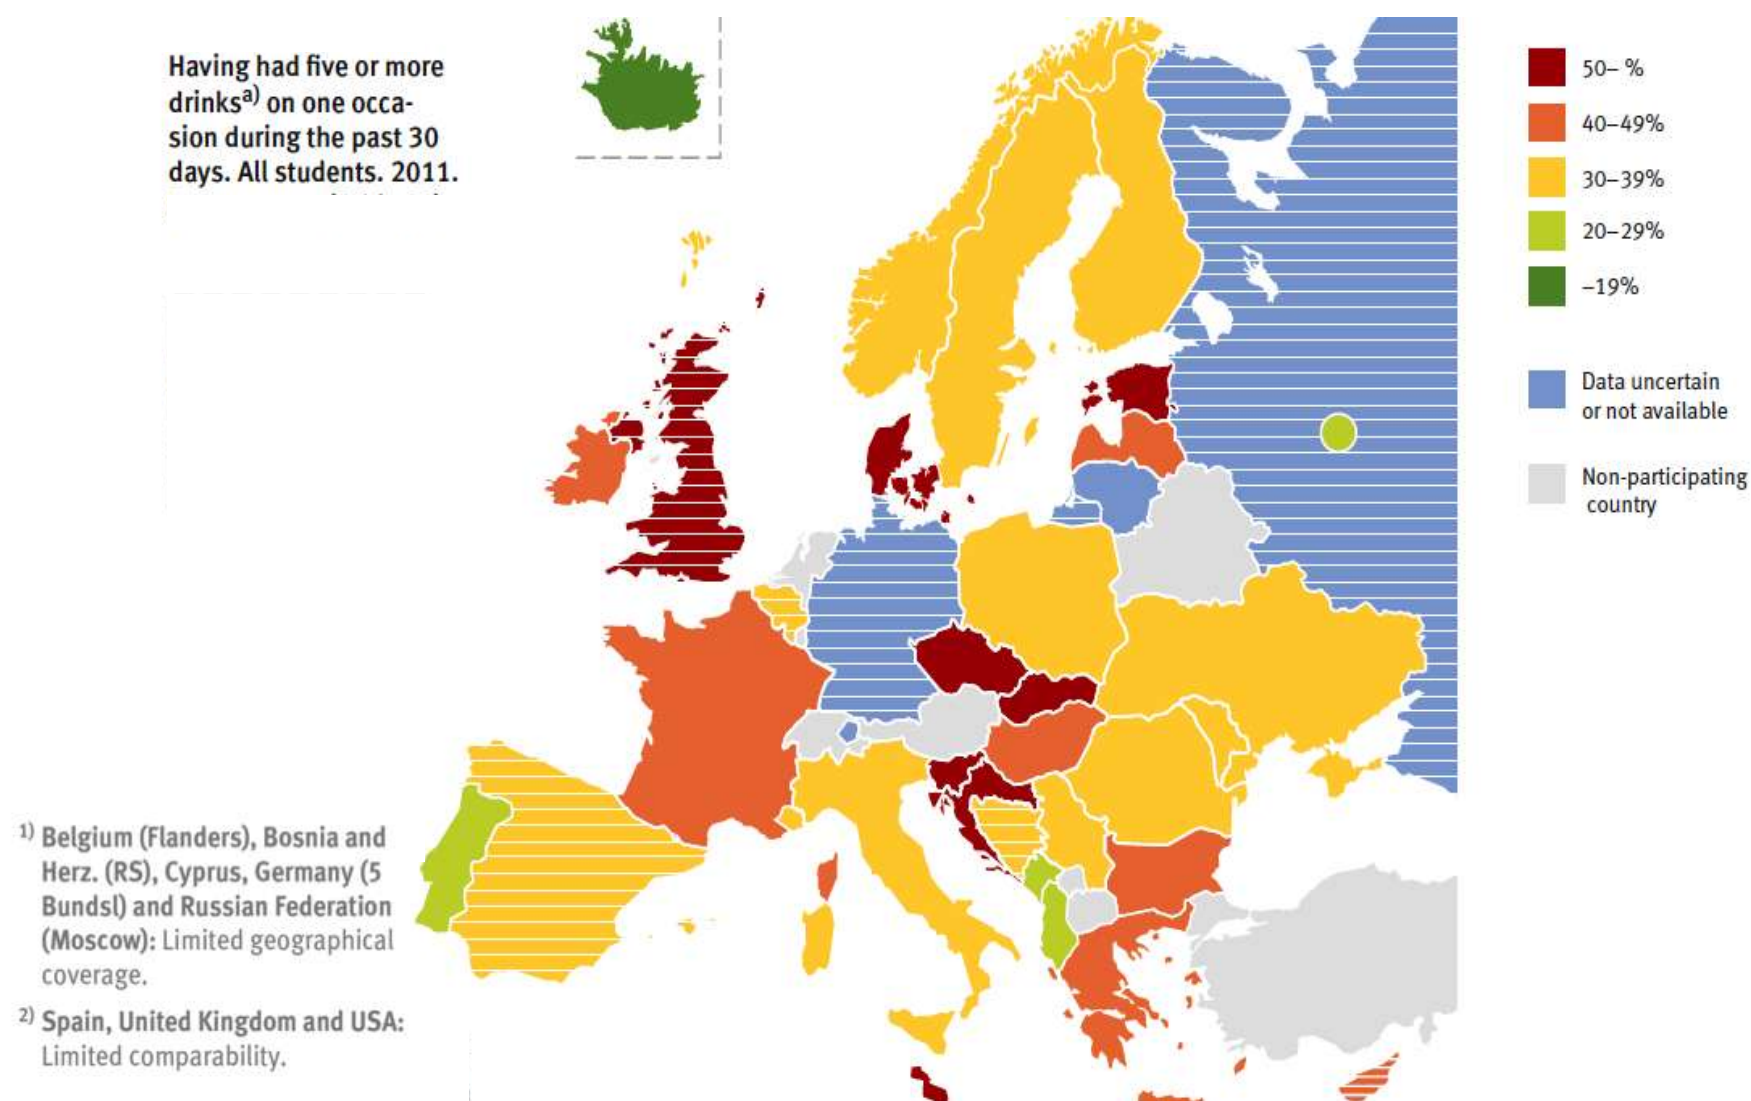 Having had five or more
drinksa) on one occa-
sion during the past 30
days. All students. 2011.
50– %
40–49%
30–39%
20–29%
–19%
Data uncertain
or not available
Non-participating
country
1) Belgium (Flanders), Bosnia and
Herz. (RS), Cyprus, Germany (5
Bundsl) and Russian Federation
(Moscow): Limited geographical
coverage.
2) Spain, United Kingdom and USA:
Limited comparability.